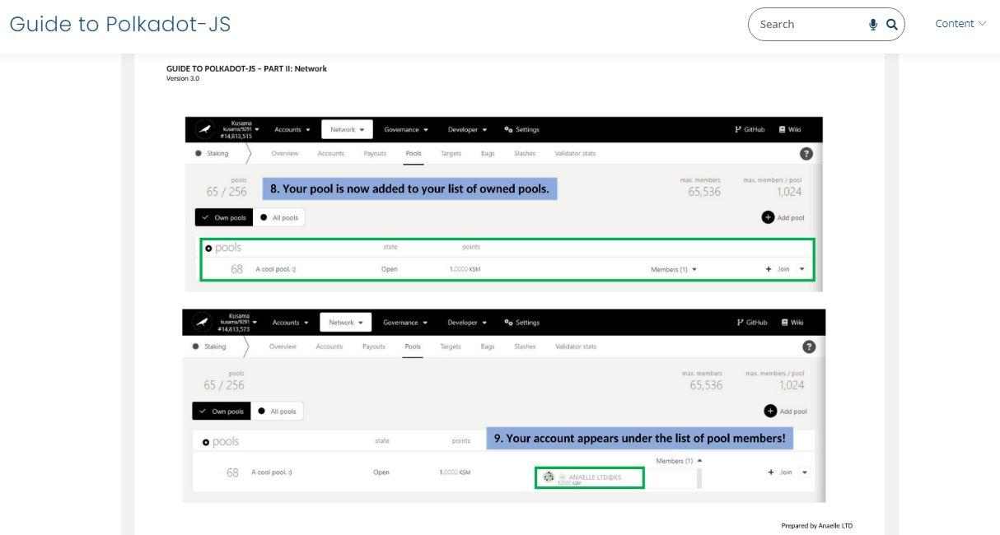 Guide to Polkadot-JS
Search
Content
GUIDE TO POLKADOT-JS – PART II: Network
Version 3.0
Kusama
kusama/9291
#14,813,515
Accounts
Network
Governance
Developer
Settings
GitHub
Wiki
Staking
Overview
Accounts
Payouts
Pools
Targets
Bags
Slashes
Validator stats
?
pools
65 / 256
8. Your pool is now added to your list of owned pools.
max. members
65,536
max. members / pool
1,024
Own pools
All pools
Add pool
pools
state
points
68
A cool pool. :)
Open
1.0000 KSM
Members (1)
Join
Kusama
kusama/9291
#14,813,573
Accounts
Network
Governance
Developer
Settings
GitHub
Wiki
Staking
Overview
Accounts
Payouts
Pools
Targets
Bags
Slashes
Validator stats
?
pools
65 / 256
max. members
65,536
max. members / pool
1,024
Own pools
All pools
Add pool
pools
state
points
9. Your account appears under the list of pool members!
Members (1)
68
A cool pool. :)
Open
1.0000 KSM
ANAELLE LTD@KS
1.0000 KSM
Join
Prepared by Anaelle LTD